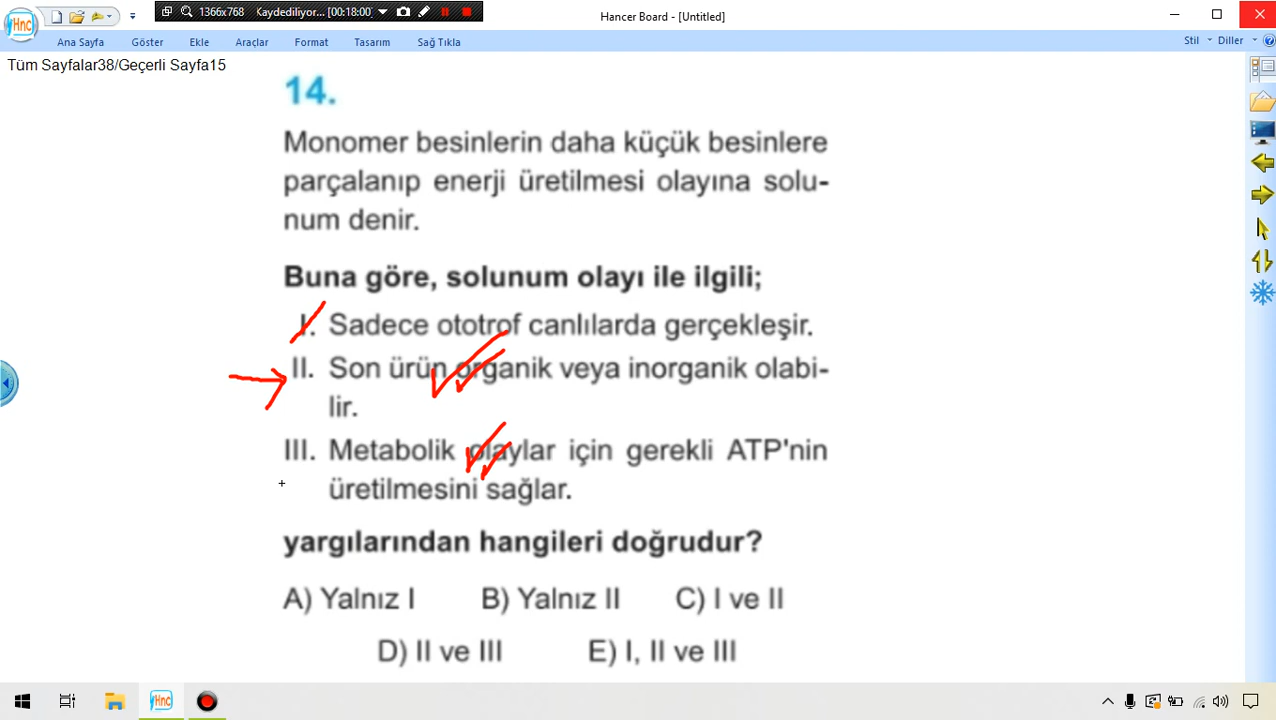 1366x768 Kaydediliyor... [00:18:00]
Hancer Board - [Untitled]
Hnc
Ana Sayfa Göster Ekle Araçlar Format Tasarım Sağ Tıkla Stil Diller
Tüm Sayfalar38/Geçerli Sayfa15
14.
Monomer besinlerin daha küçük besinlere
parçalanıp enerji üretilmesi olayına solu-
num denir.
Buna göre, solunum olayı ile ilgili;
I. Sadece ototrof canlılarda gerçekleşir.
II. Son ürün organik veya inorganik olabi-
lir.
III. Metabolik olaylar için gerekli ATP'nin
üretilmesini sağlar.
yargılarından hangileri doğrudur?
A) Yalnız I B) Yalnız II C) I ve II
D) II ve III E) I, II ve III
Hnc